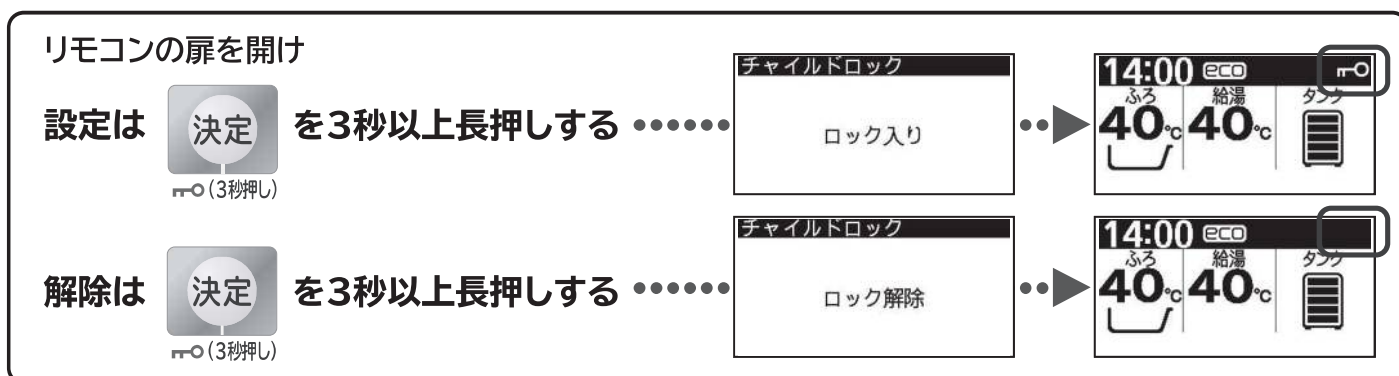 リモコンの扉を開け
設定は 決定 を3秒以上長押しする
(3秒押し)
チャイルドロック
ロック入り
14:00 eco
ふろ 給湯 タンク
40℃ 40℃
解除は 決定 を3秒以上長押しする
(3秒押し)
チャイルドロック
ロック解除
14:00 eco
ふろ 給湯 タンク
40℃ 40℃